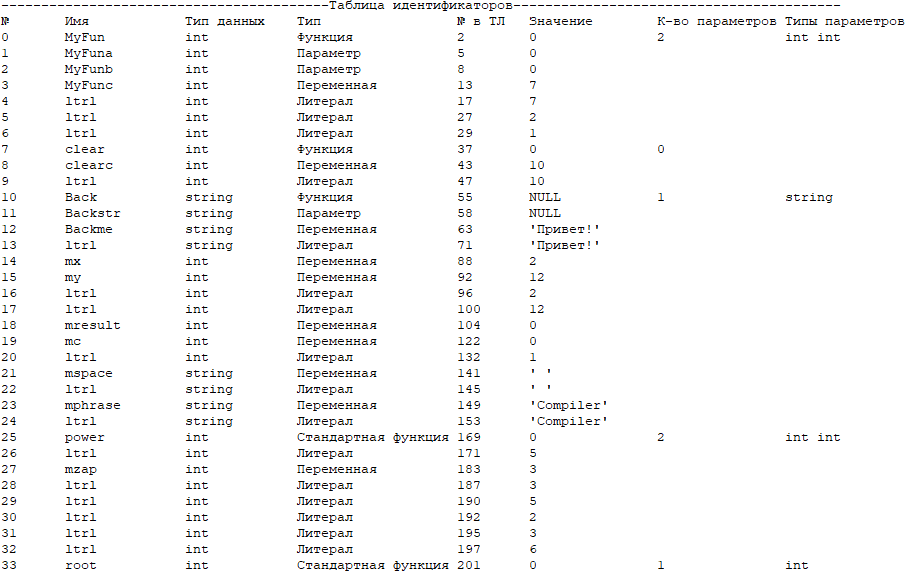 -----------------------------------------Таблица идентификаторов-------------------------------------------
№ Имя Тип данных Тип № в ТЛ Значение К-во параметров Типы параметров
0 MyFun int Функция 2 0 2 int int
1 MyFuna int Параметр 5 0
2 MyFunb int Параметр 8 0
3 MyFunc int Переменная 13 7
4 ltrl int Литерал 17 7
5 ltrl int Литерал 27 2
6 ltrl int Литерал 29 1
7 clear int Функция 37 0 0
8 clearc int Переменная 43 10
9 ltrl int Литерал 47 10
10 Back string Функция 55 NULL 1 string
11 Backstr string Параметр 58 NULL
12 Backme string Переменная 63 'Привет!'
13 ltrl string Литерал 71 'Привет!'
14 mx int Переменная 88 2
15 my int Переменная 92 12
16 ltrl int Литерал 96 2
17 ltrl int Литерал 100 12
18 mresult int Переменная 104 0
19 mc int Переменная 122 0
20 ltrl int Литерал 132 1
21 mspace string Переменная 141 ' '
22 ltrl string Литерал 145 ' '
23 mphrase string Переменная 149 'Compiler'
24 ltrl string Литерал 153 'Compiler'
25 power int Стандартная функция 169 0 2 int int
26 ltrl int Литерал 171 5
27 mzap int Переменная 183 3
28 ltrl int Литерал 187 3
29 ltrl int Литерал 190 5
30 ltrl int Литерал 192 2
31 ltrl int Литерал 195 3
32 ltrl int Литерал 197 6
33 root int Стандартная функция 201 0 1 int